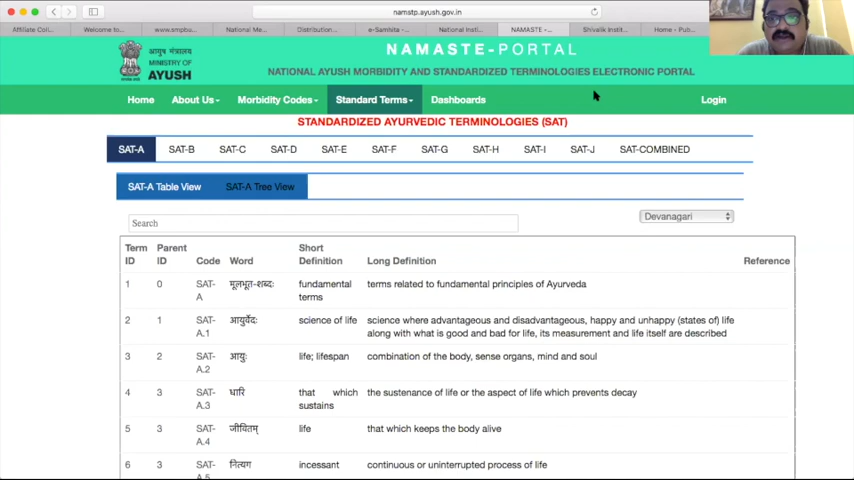 namstp.ayush.gov.in
Affiliate Coll... Welcome to... www.smpbo... National Me... Distribution... e-Samhita -... National Insti... NAMASTE -... Shivalik Instit... Home - Pub...
आयुष मंत्रालय
MINISTRY OF
AYUSH
NAMASTE-PORTAL
NATIONAL AYUSH MORBIDITY AND STANDARDIZED TERMINOLOGIES ELECTRONIC PORTAL
Home About Us Morbidity Codes Standard Terms Dashboards Login
STANDARDIZED AYURVEDIC TERMINOLOGIES (SAT)
SAT-A SAT-B SAT-C SAT-D SAT-E SAT-F SAT-G SAT-H SAT-I SAT-J SAT-COMBINED
SAT-A Table View SAT-A Tree View
Search Devanagari
Term Parent Short
ID ID Code Word Definition Long Definition Reference
1 0 SAT- मूलभूत-शब्दः fundamental terms related to fundamental principles of Ayurveda
A terms
2 1 SAT- आयुर्वेदः science of life science where advantageous and disadvantageous, happy and unhappy (states of) life
A.1 along with what is good and bad for life, its measurement and life itself are described
3 2 SAT- आयुः life; lifespan combination of the body, sense organs, mind and soul
A.2
4 3 SAT- धारि that which the sustenance of life or the aspect of life which prevents decay
A.3 sustains
5 3 SAT- जीवितम् life that which keeps the body alive
A.4
6 3 SAT- नित्यग incessant continuous or uninterrupted process of life
A.5